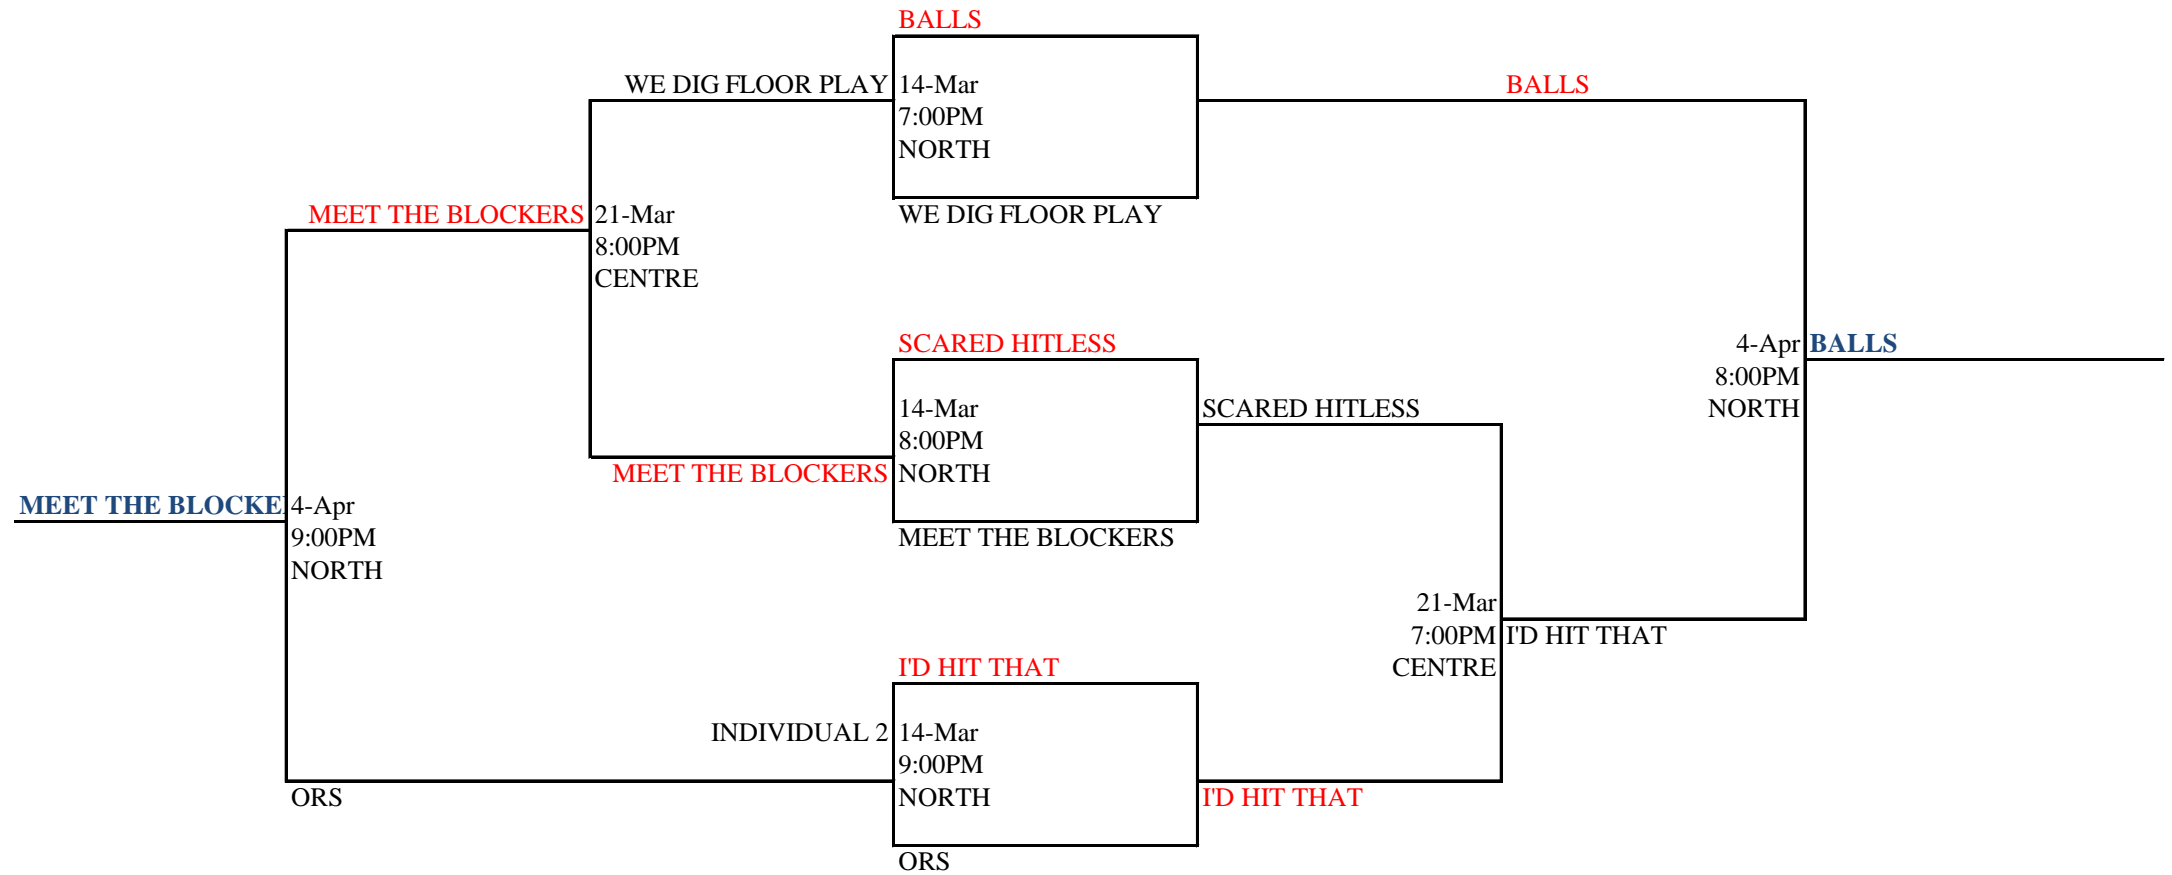 BALLS
WE DIG FLOOR PLAY
14-Mar
7:00PM
NORTH
BALLS
MEET THE BLOCKERS
21-Mar
8:00PM
CENTRE
WE DIG FLOOR PLAY
SCARED HITLESS
4-Apr
8:00PM
NORTH
BALLS
14-Mar
8:00PM
NORTH
SCARED HITLESS
MEET THE BLOCKERS
MEET THE BLOCKERS
MEET THE BLOCKE
4-Apr
9:00PM
NORTH
21-Mar
7:00PM
CENTRE
I'D HIT THAT
I'D HIT THAT
INDIVIDUAL 2
14-Mar
9:00PM
NORTH
I'D HIT THAT
ORS
ORS